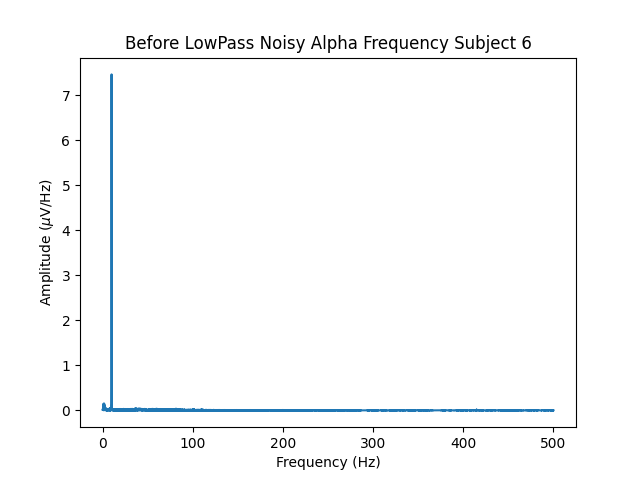 Before LowPass Noisy Alpha Frequency Subject 6
Amplitude (μV/Hz)
7
6
5
4
3
2
1
0
0 100 200 300 400 500
Frequency (Hz)